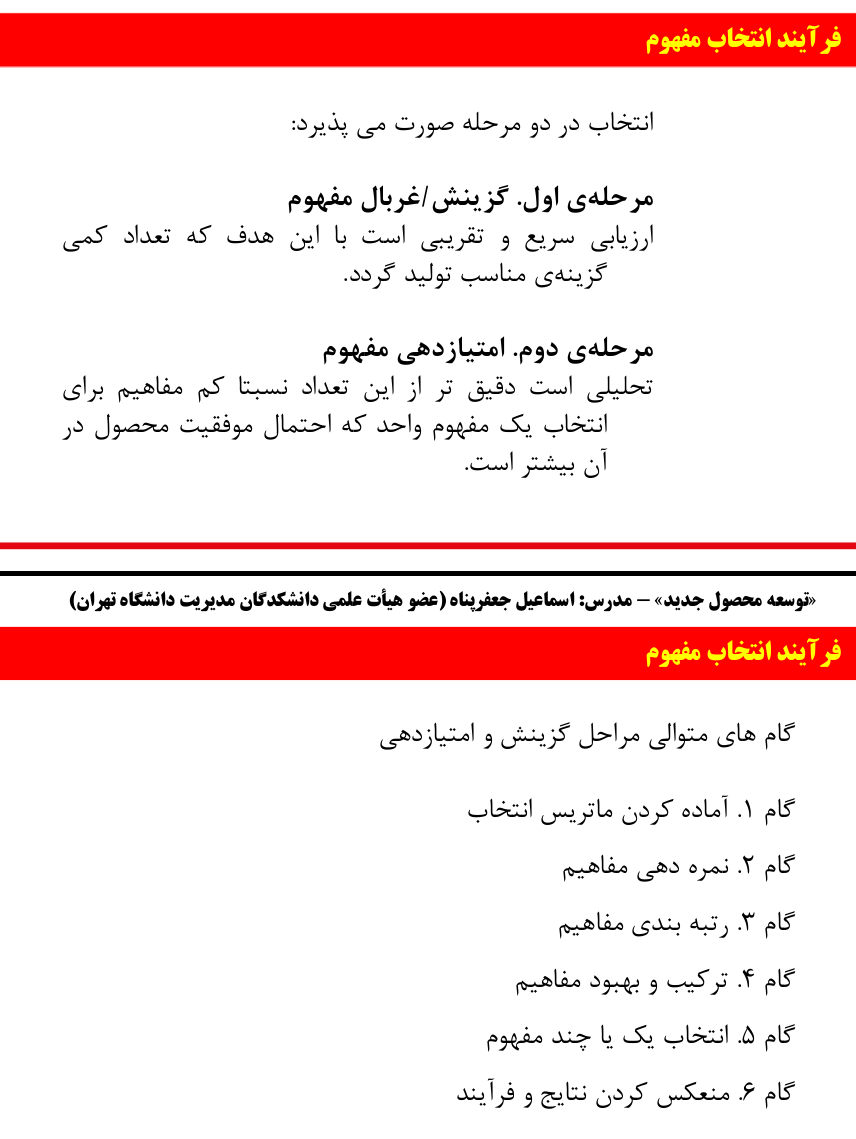 فرآیند انتخاب مفهوم
انتخاب در دو مرحله صورت می پذیرد:
مرحله‌ی اول. گزینش/غربال مفهوم
ارزیابی سریع و تقریبی است با این هدف که تعداد کمی
گزینه‌ی مناسب تولید گردد.
مرحله‌ی دوم. امتیازدهی مفهوم
تحلیلی است دقیق تر از این تعداد نسبتا کم مفاهیم برای
انتخاب یک مفهوم واحد که احتمال موفقیت محصول در
آن بیشتر است.
«توسعه محصول جدید» – مدرس: اسماعیل جعفرپناه (عضو هیأت علمی دانشکدگان مدیریت دانشگاه تهران)
فرآیند انتخاب مفهوم
گام های متوالی مراحل گزینش و امتیازدهی
گام ۱. آماده کردن ماتریس انتخاب
گام ۲. نمره دهی مفاهیم
گام ۳. رتبه بندی مفاهیم
گام ۴. ترکیب و بهبود مفاهیم
گام ۵. انتخاب یک یا چند مفهوم
گام ۶. منعکس کردن نتایج و فرآیند